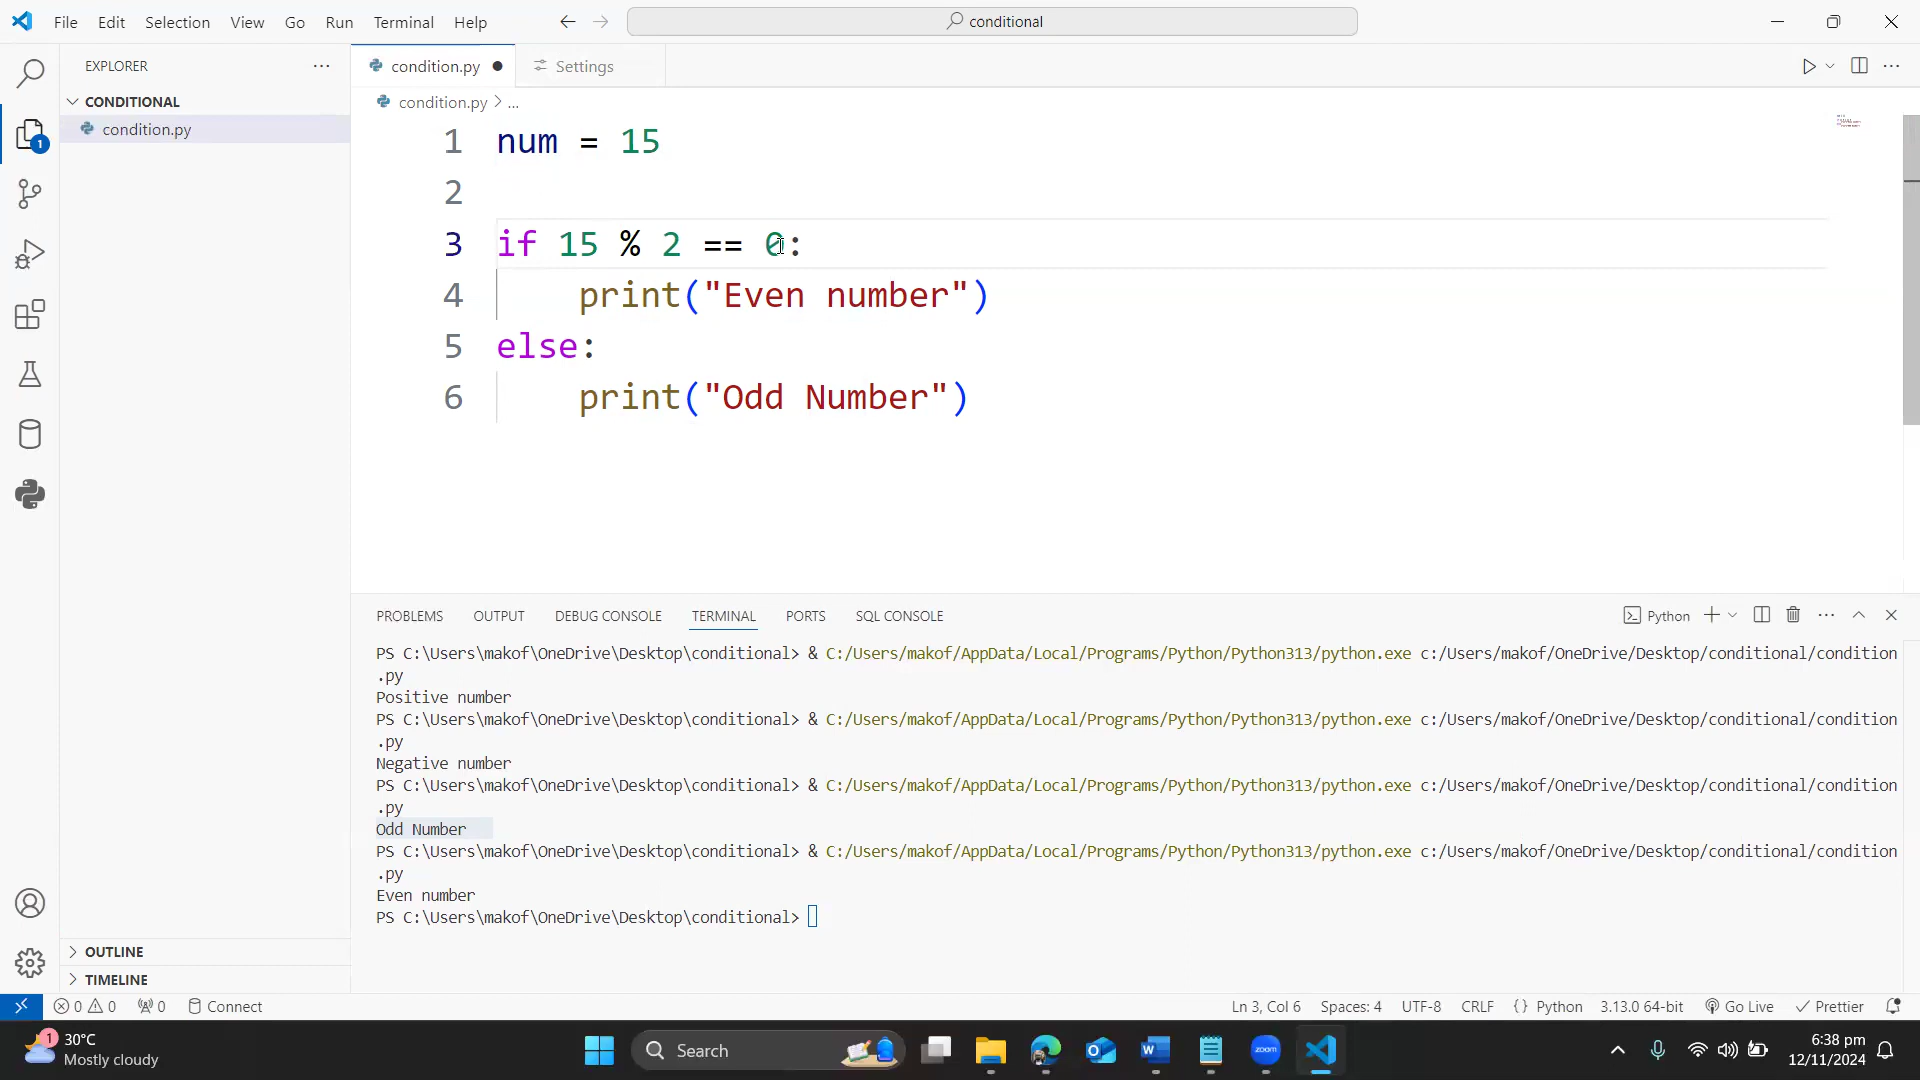 File Edit Selection View Go Run Terminal Help
conditional
EXPLORER
CONDITIONAL
condition.py
1
condition.py
Settings
condition.py > ...
1 num = 15
2
3 if 15 % 2 == 0:
4 print("Even number")
5 else:
6 print("Odd Number")
PROBLEMS OUTPUT DEBUG CONSOLE TERMINAL PORTS SQL CONSOLE
Python
PS C:\Users\makof\OneDrive\Desktop\conditional> & C:/Users/makof/AppData/Local/Programs/Python/Python313/python.exe c:/Users/makof/OneDrive/Desktop/conditional/condition
.py
Positive number
PS C:\Users\makof\OneDrive\Desktop\conditional> & C:/Users/makof/AppData/Local/Programs/Python/Python313/python.exe c:/Users/makof/OneDrive/Desktop/conditional/condition
.py
Negative number
PS C:\Users\makof\OneDrive\Desktop\conditional> & C:/Users/makof/AppData/Local/Programs/Python/Python313/python.exe c:/Users/makof/OneDrive/Desktop/conditional/condition
.py
Odd Number
PS C:\Users\makof\OneDrive\Desktop\conditional> & C:/Users/makof/AppData/Local/Programs/Python/Python313/python.exe c:/Users/makof/OneDrive/Desktop/conditional/condition
.py
Even number
PS C:\Users\makof\OneDrive\Desktop\conditional>
OUTLINE
TIMELINE
0 0 0 Connect
Ln 3, Col 6 Spaces: 4 UTF-8 CRLF {} Python 3.13.0 64-bit Go Live Prettier
1
30°C
Mostly cloudy
Search
zoom
6:38 pm
12/11/2024